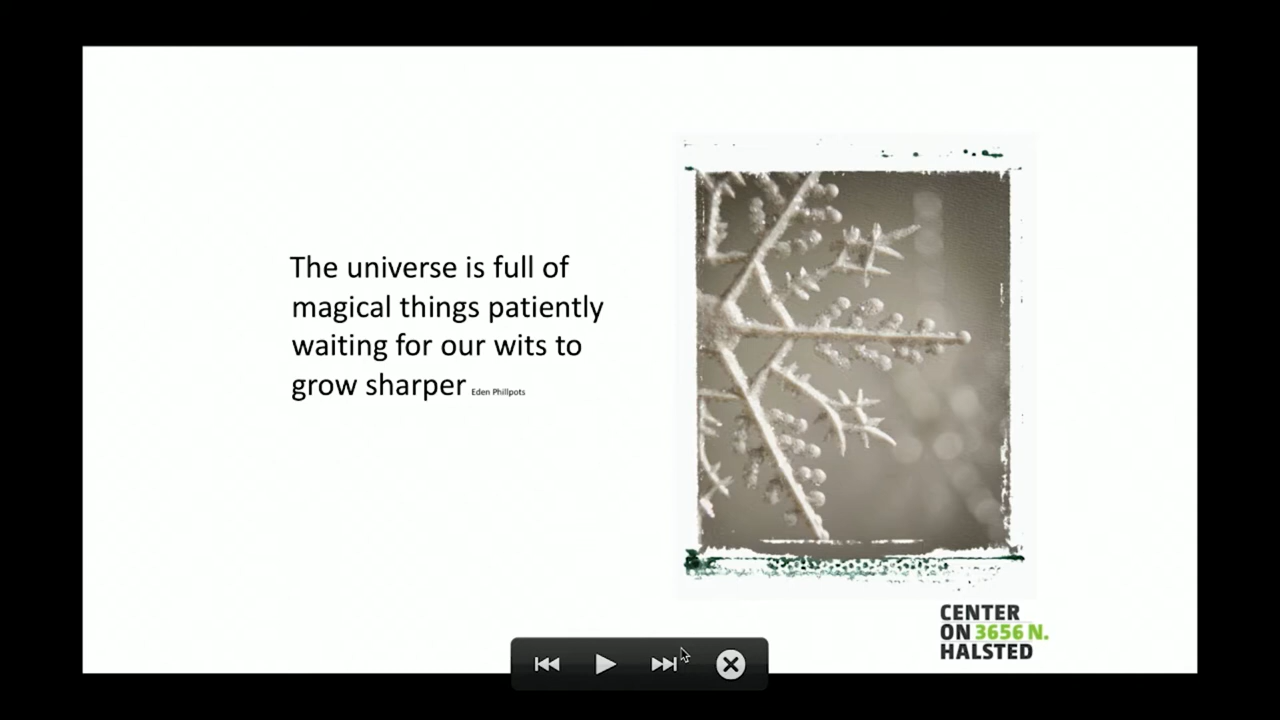 The universe is full of
magical things patiently
waiting for our wits to
grow sharper Eden Phillpots
CENTER
ON 3656 N.
HALSTED